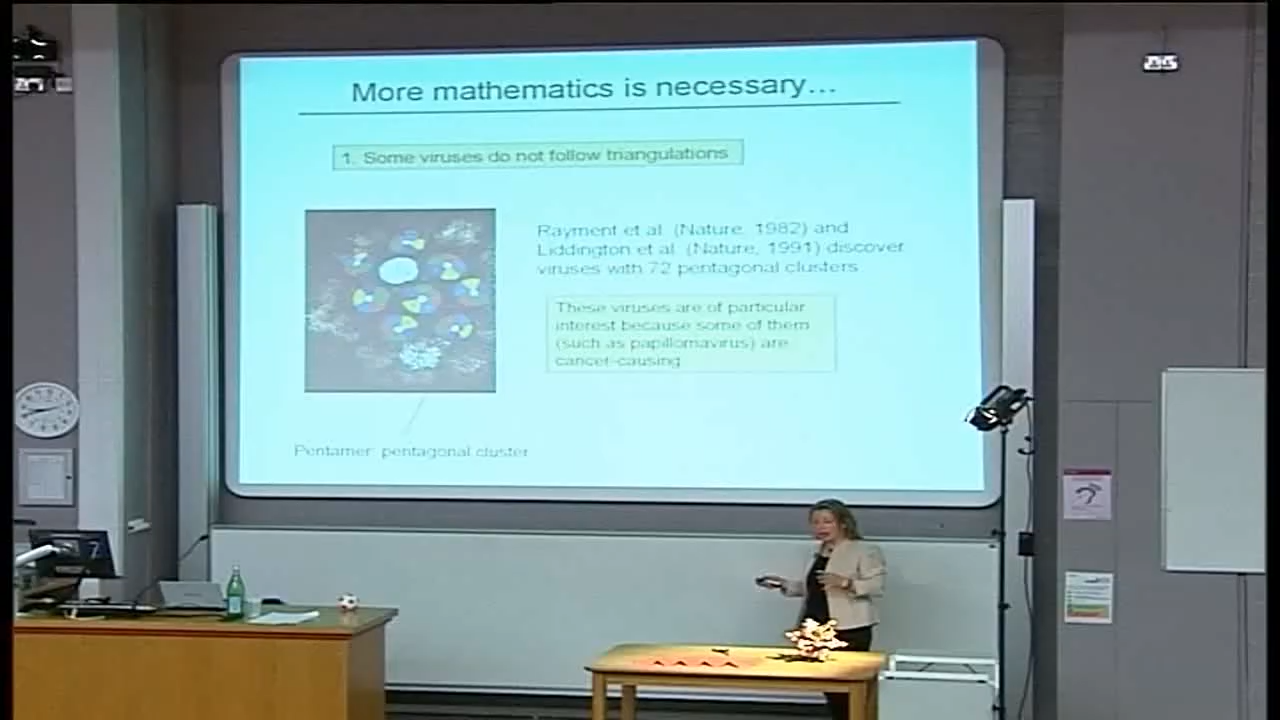 More mathematics is necessary...
1. Some viruses do not follow triangulations
Rayment et al. (Nature, 1982) and
Liddington et al. (Nature, 1991) discover
viruses with 72 pentagonal clusters
These viruses are of particular
interest because some of them
(such as papillomavirus) are
cancer-causing
Pentamer: pentagonal cluster